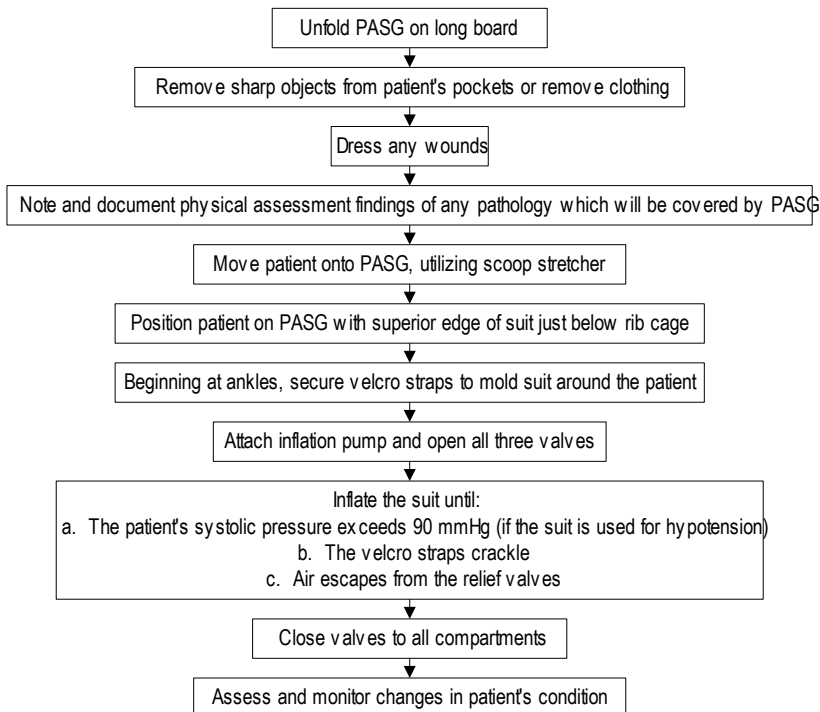 Unfold PASG on long board
Remove sharp objects from patient's pockets or remove clothing
Dress any wounds
Note and document physical assessment findings of any pathology which will be covered by PASG
Move patient onto PASG, utilizing scoop stretcher
Position patient on PASG with superior edge of suit just below rib cage
Beginning at ankles, secure velcro straps to mold suit around the patient
Attach inflation pump and open all three valves
Inflate the suit until:
a. The patient's systolic pressure exceeds 90 mmHg (if the suit is used for hypotension)
b. The velcro straps crackle
c. Air escapes from the relief valves
Close valves to all compartments
Assess and monitor changes in patient's condition